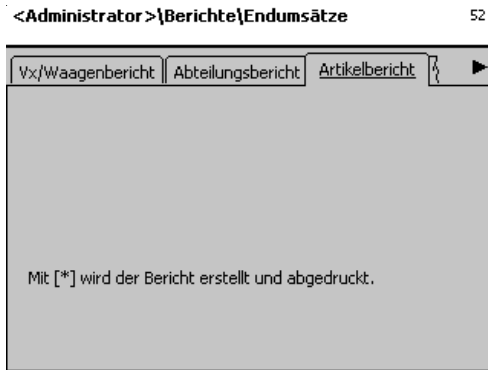 <Administrator>\Berichte\Endumsätze 52
Vx/Waagenbericht Abteilungsbericht Artikelbericht
Mit [*] wird der Bericht erstellt und abgedruckt.